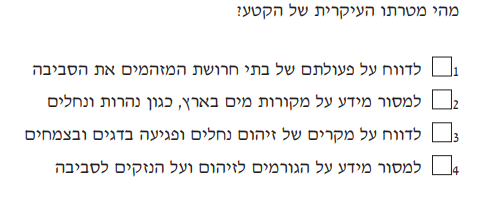 מהי מטרתו העיקרית של הקטע?
1 לדווח על פעולתם של בתי חרושת המזהמים את הסביבה
2 למסור מידע על מקורות מים בארץ, כגון נהרות ונחלים
3 לדווח על מקרים של זיהום נחלים ופגיעה בדגים ובצמחים
4 למסור מידע על הגורמים לזיהום ועל הנזקים לסביבה